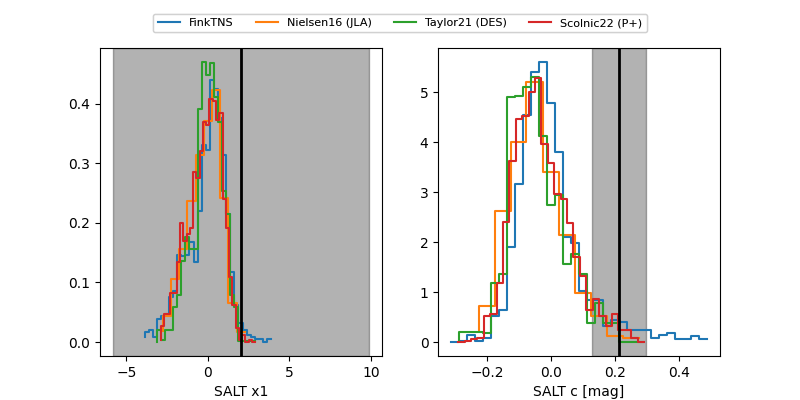 FinkTNS Nielsen16 (JLA) Taylor21 (DES) Scolnic22 (P+)
0.4
0.3
0.2
0.1
0.0
−5 0 5 10
SALT x1
5
4
3
2
1
0
−0.2 0.0 0.2 0.4
SALT c [mag]